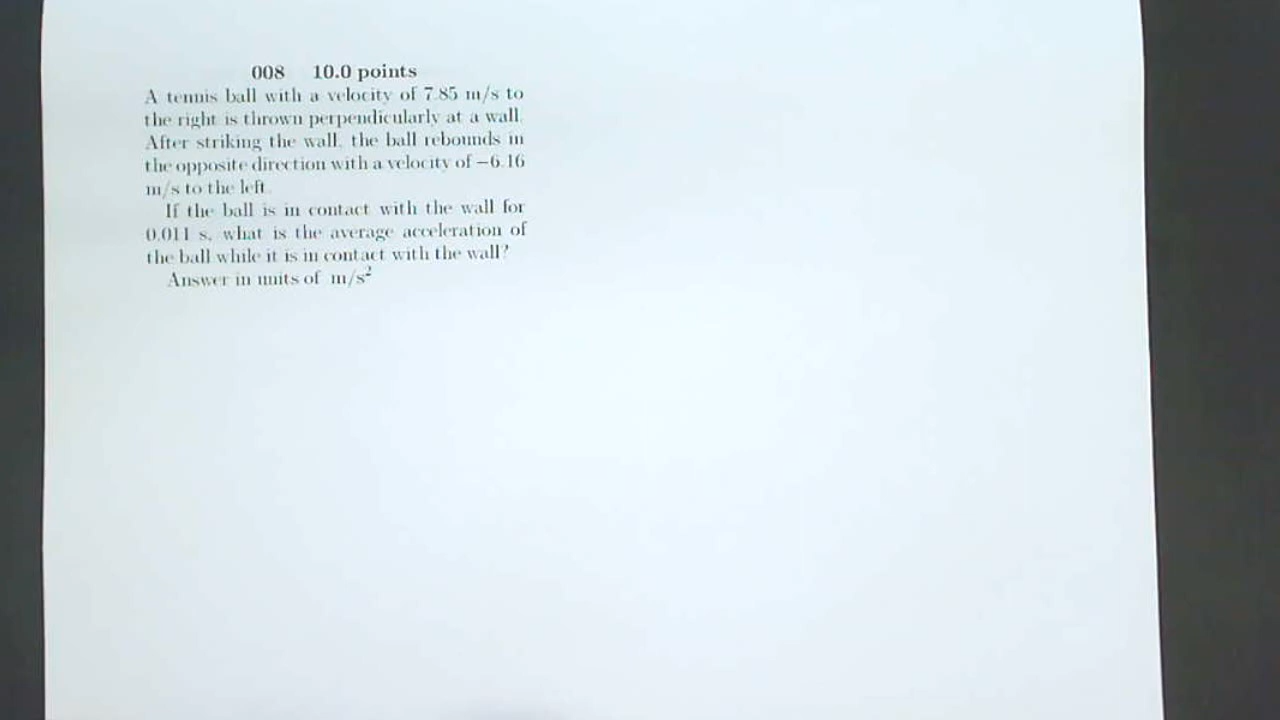 008 10.0 points
A tennis ball with a velocity of 7.85 m/s to
the right is thrown perpendicularly at a wall.
After striking the wall, the ball rebounds in
the opposite direction with a velocity of −6.16
m/s to the left.
If the ball is in contact with the wall for
0.011 s, what is the average acceleration of
the ball while it is in contact with the wall?
Answer in units of m/s²